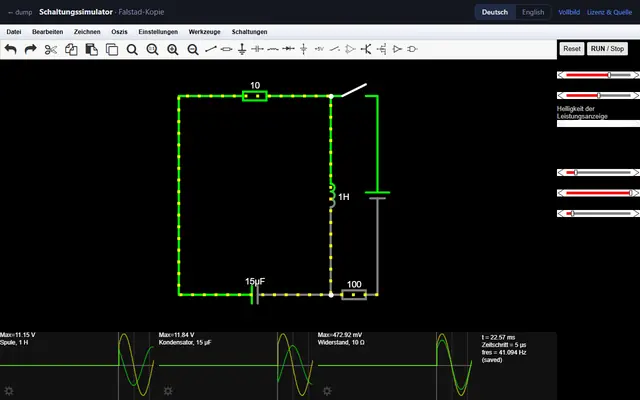 ← dump Schaltungssimulator · Falstad-Kopie Deutsch English Vollbild Lizenz & Quelle
Datei Bearbeiten Zeichnen Oszis Einstellungen Werkzeuge Schaltungen
+5V
Reset RUN / Stop
Helligkeit der
Leistungsanzeige
10
1H
15µF
100
Max=11.15 V
Spule, 1 H
Max=11.84 V
Kondensator, 15 µF
Max=472.92 mV
Widerstand, 10 Ω
t = 22.57 ms
Zeitschritt = 5 µs
fres = 41.094 Hz
(saved)